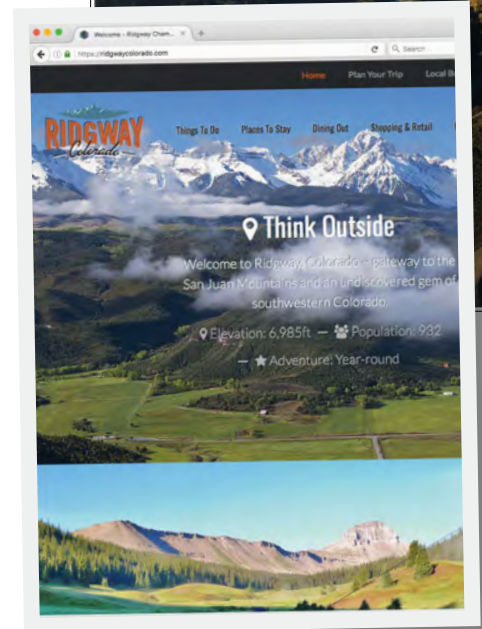 Welcome - Ridgway Cham...
https://ridgwaycolorado.com
Search
Home Plan Your Trip Local
RIDGWAY
Colorado
Things To Do Places To Stay Dining Out Shopping & Retail
Think Outside
Welcome to Ridgway, Colorado – gateway to the
San Juan Mountains and an undiscovered gem of
southwestern Colorado.
Elevation: 6,985ft – Population: 932
– Adventure: Year-round